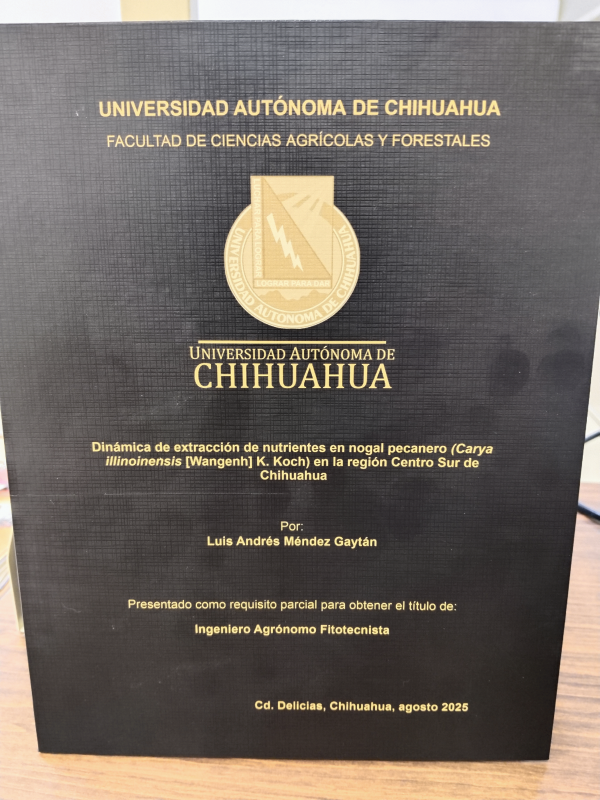 UNIVERSIDAD AUTÓNOMA DE CHIHUAHUA
FACULTAD DE CIENCIAS AGRÍCOLAS Y FORESTALES
LOGRAR PARA DAR
UNIVERSIDAD AUTONOMA DE CHIHUAHUA
UNIVERSIDAD AUTÓNOMA DE
CHIHUAHUA
Dinámica de extracción de nutrientes en nogal pecanero (Carya
illinoinensis [Wangenh] K. Koch) en la región Centro Sur de
Chihuahua
Por:
Luis Andrés Méndez Gaytán
Presentado como requisito parcial para obtener el título de:
Ingeniero Agrónomo Fitotecnista
Cd. Delicias, Chihuahua, agosto 2025